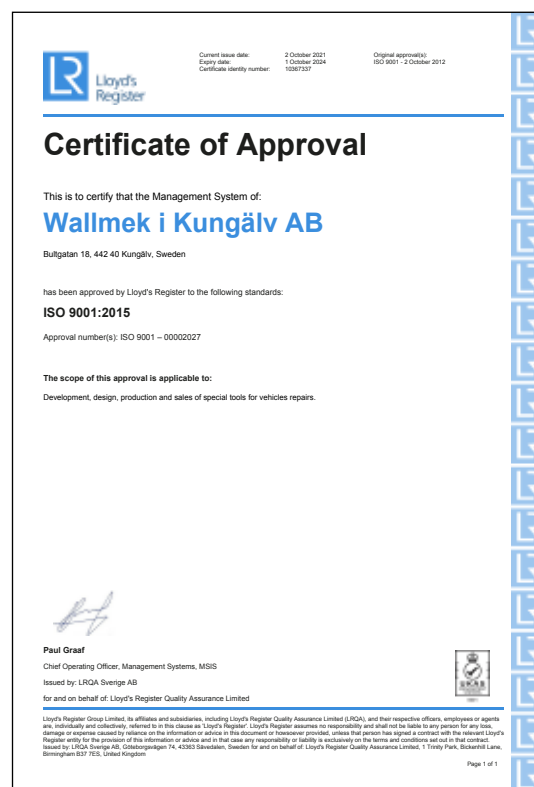 Lloyd's
Register
Current issue date: 2 October 2021
Expiry date: 1 October 2024
Certificate identity number: 10367337
Original approval(s):
ISO 9001 - 2 October 2012
Certificate of Approval
This is to certify that the Management System of:
Wallmek i Kungälv AB
Bultgatan 18, 442 40 Kungälv, Sweden
has been approved by Lloyd's Register to the following standards:
ISO 9001:2015
Approval number(s): ISO 9001 – 00002027
The scope of this approval is applicable to:
Development, design, production and sales of special tools for vehicles repairs.
Paul Graaf
Chief Operating Officer, Management Systems, MSIS
Issued by: LRQA Sverige AB
for and on behalf of: Lloyd's Register Quality Assurance Limited
UKAS
Lloyd's Register Group Limited, its affiliates and subsidiaries, including Lloyd's Register Quality Assurance Limited (LRQA), and their respective officers, employees or agents
are, individually and collectively, referred to in this clause as 'Lloyd's Register'. Lloyd's Register assumes no responsibility and shall not be liable to any person for any loss,
damage or expense caused by reliance on the information or advice in this document or howsoever provided, unless that person has signed a contract with the relevant Lloyd's
Register entity for the provision of this information or advice and in that case any responsibility or liability is exclusively on the terms and conditions set out in that contract.
Issued by: LRQA Sverige AB, Göteborgsvägen 74, 43363 Sävedalen, Sweden for and on behalf of: Lloyd's Register Quality Assurance Limited, 1 Trinity Park, Bickenhill Lane,
Birmingham B37 7ES, United Kingdom
Page 1 of 1